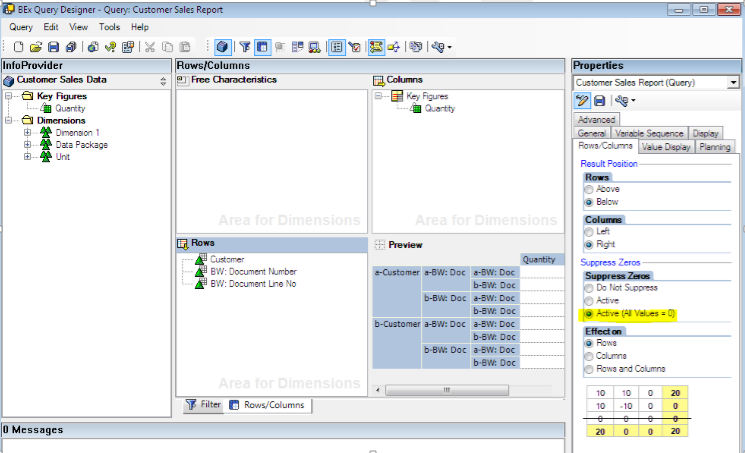 BEx Query Designer - Query: Customer Sales Report
Query Edit View Tools Help
InfoProvider
Customer Sales Data
Key Figures
Quantity
Dimensions
Dimension 1
Data Package
Unit
Rows/Columns
Free Characteristics
Area for Dimensions
Columns
Key Figures
Quantity
Area for Dimensions
Rows
Customer
BW: Document Number
BW: Document Line No
Area for Dimensions
Preview
Quantity
a-Customer a-BW: Doc a-BW: Doc
b-BW: Doc
b-BW: Doc a-BW: Doc
b-BW: Doc
b-Customer a-BW: Doc a-BW: Doc
b-BW: Doc
b-BW: Doc a-BW: Doc
b-BW: Doc
Filter Rows/Columns
0 Messages
Properties
Customer Sales Report (Query)
Advanced
General Variable Sequence Display
Rows/Columns Value Display Planning
Result Position
Rows
Above
Below
Columns
Left
Right
Suppress Zeros
Suppress Zeros
Do Not Suppress
Active
Active (All Values = 0)
Effect on
Rows
Columns
Rows and Columns
10 10 0 20
10 -10 0 0
0 0 0 0
20 0 0 20